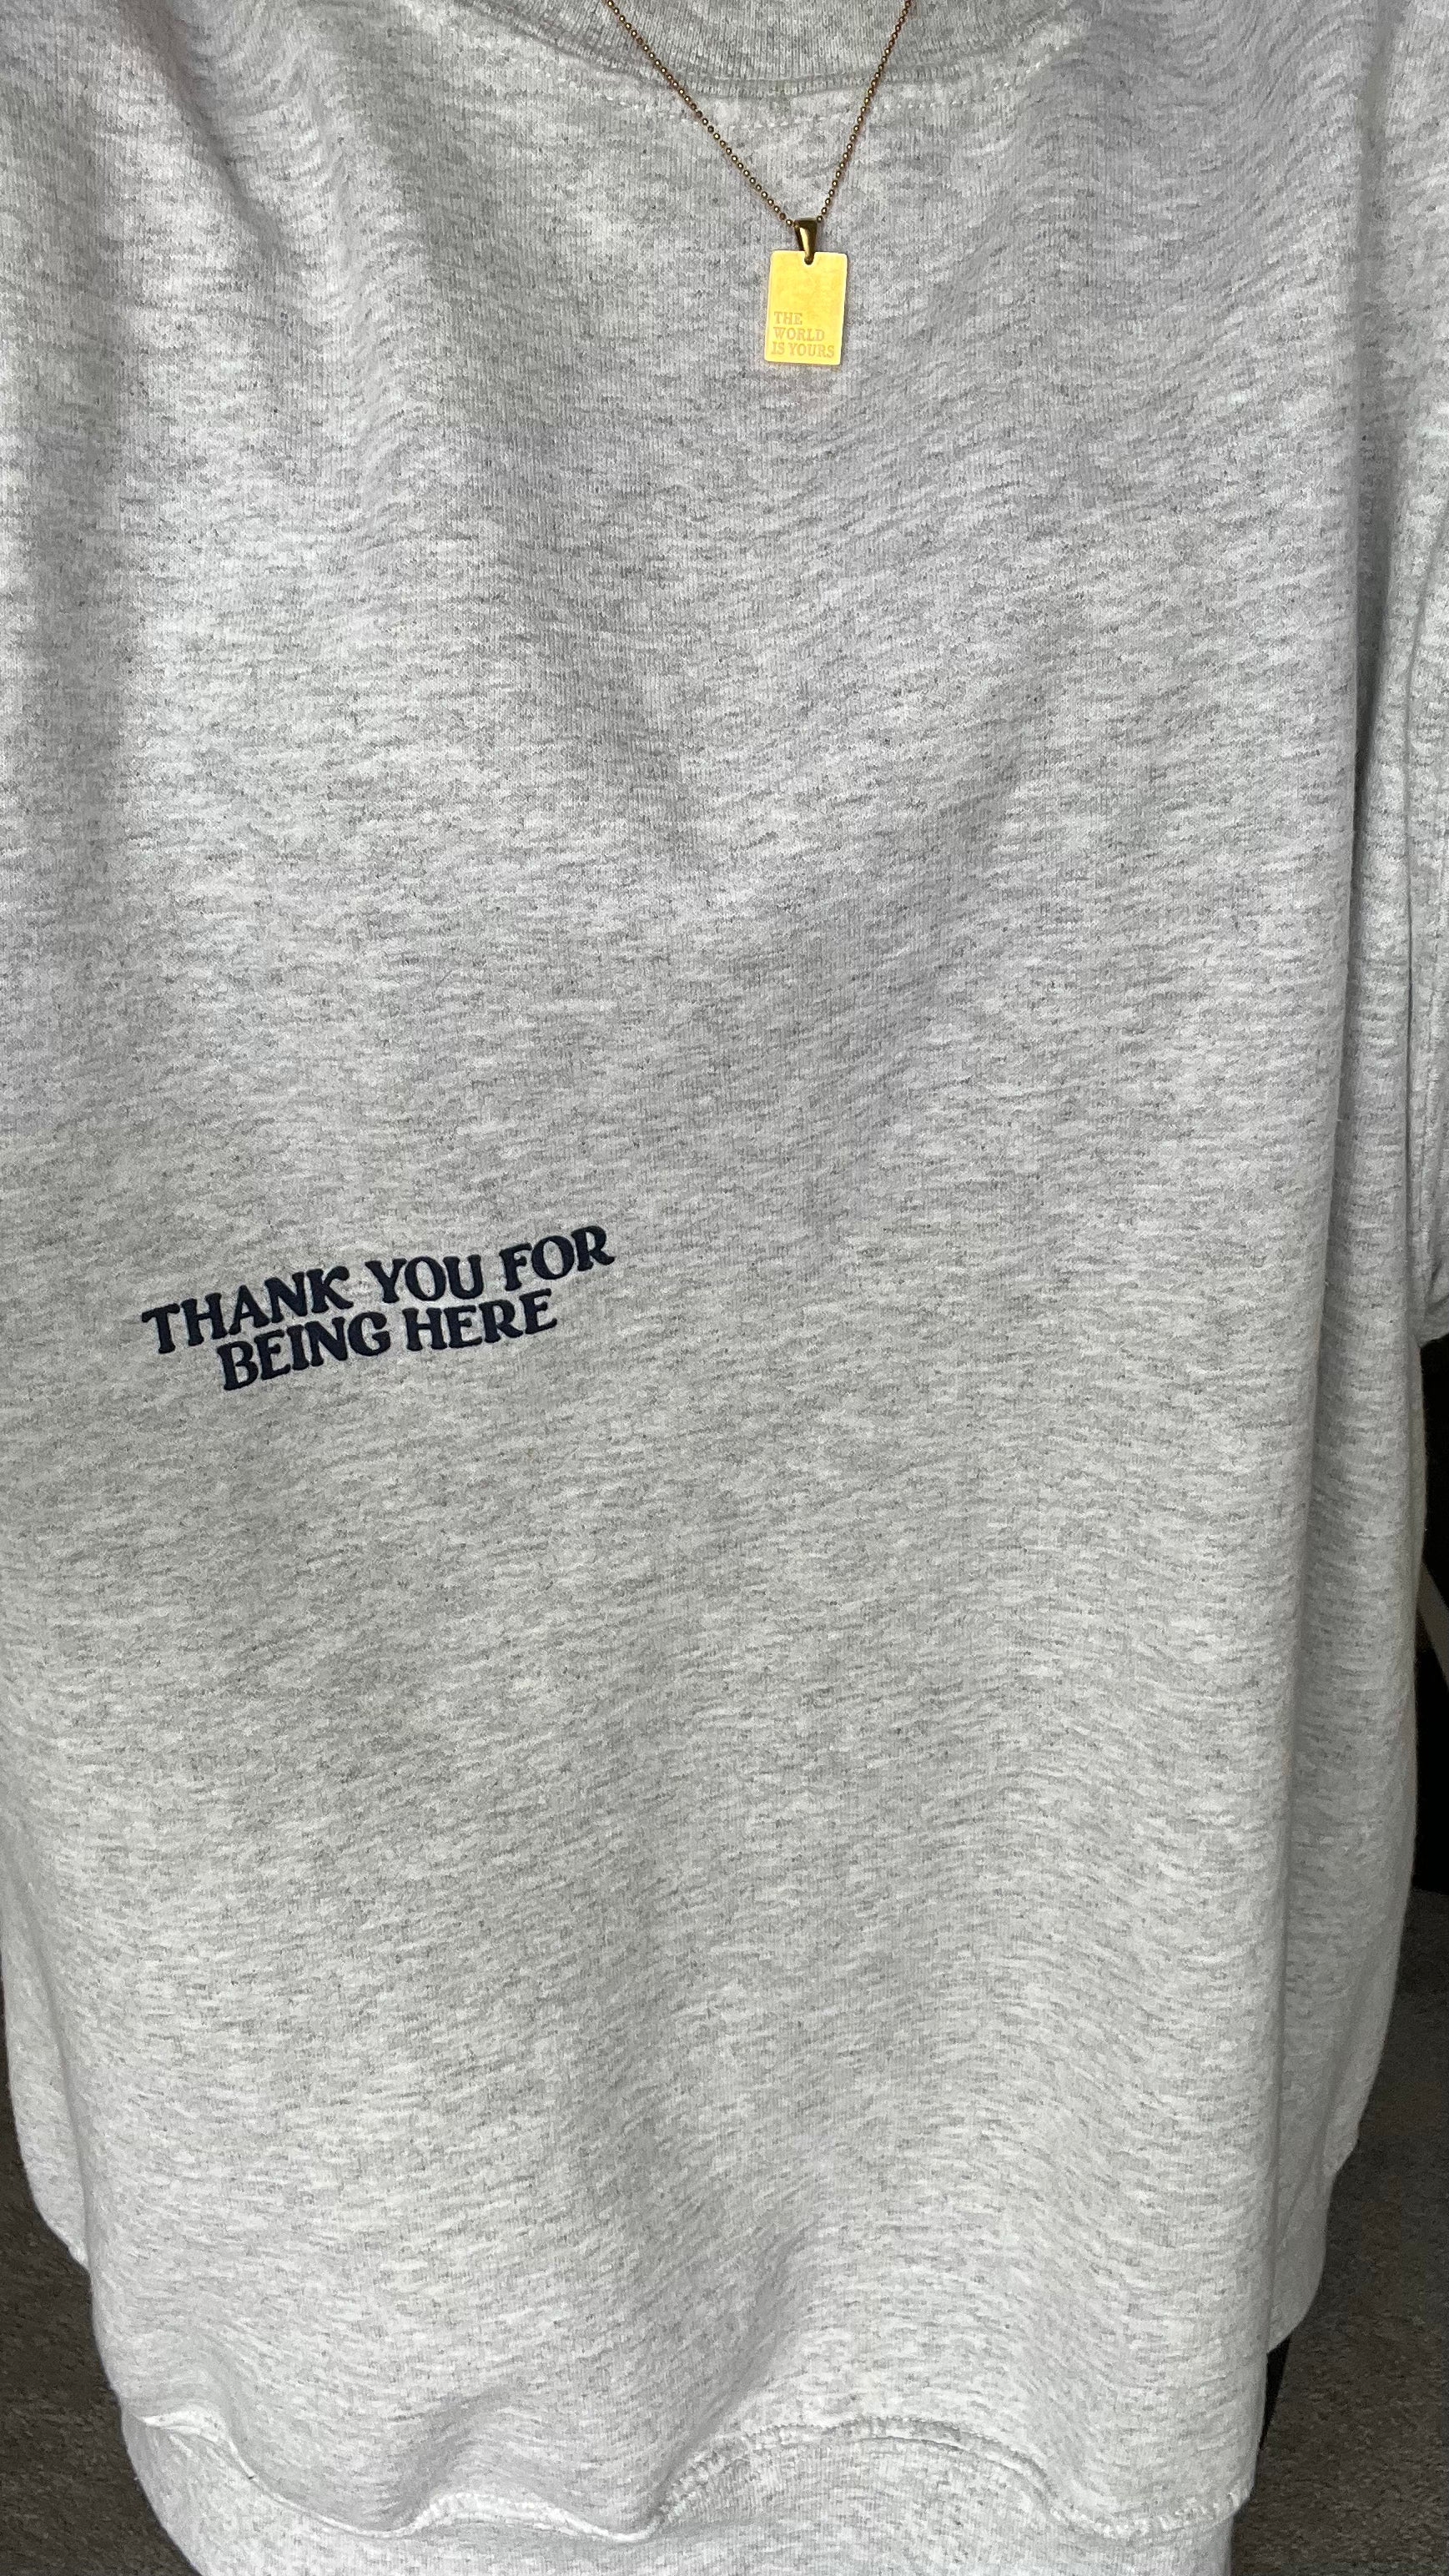 THE
WORLD
IS YOURS
THANK YOU FOR
BEING HERE